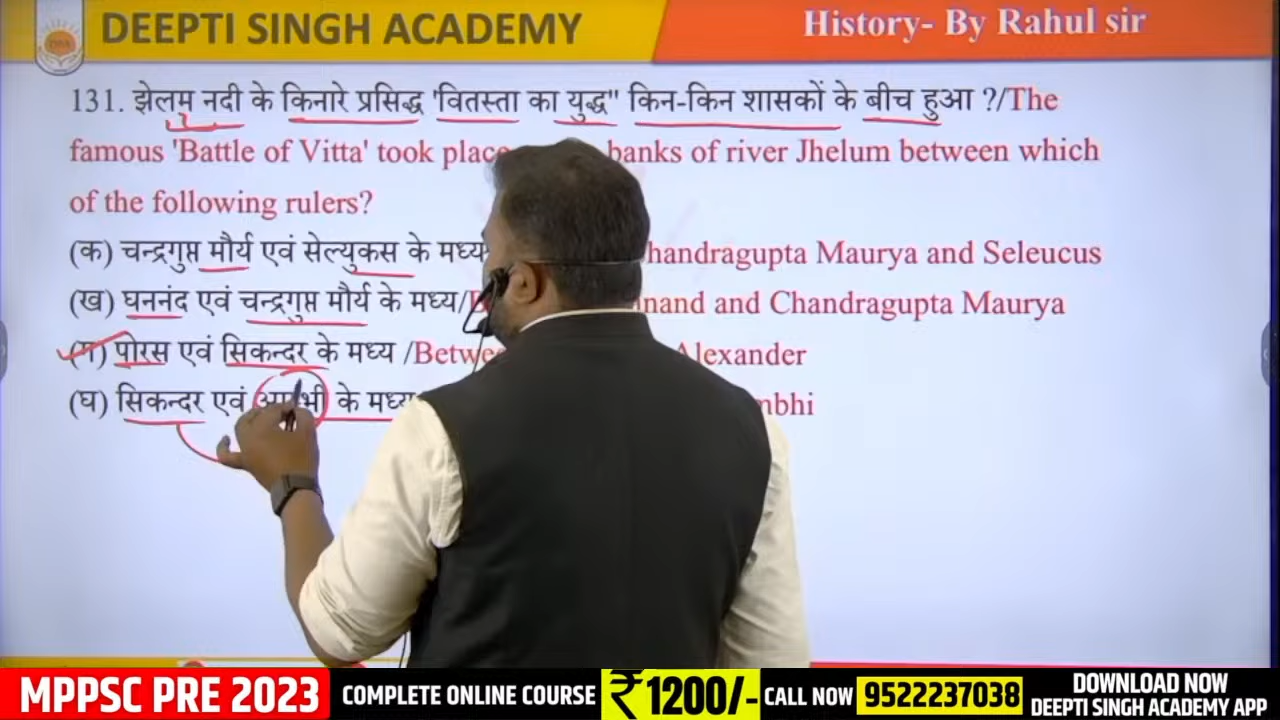 DEEPTI SINGH ACADEMY
History- By Rahul sir
131. झेलम नदी के किनारे प्रसिद्ध 'वितस्ता का युद्ध" किन-किन शासकों के बीच हुआ ?/The
famous 'Battle of Vitta' took place banks of river Jhelum between which
of the following rulers?
(क) चन्द्रगुप्त मौर्य एवं सेल्युकस के मध्य handragupta Maurya and Seleucus
(ख) घननंद एवं चन्द्रगुप्त मौर्य के मध्य/ nand and Chandragupta Maurya
(ग) पोरस एवं सिकन्दर के मध्य /Betwe Alexander
(घ) सिकन्दर एवं के मध्य mbhi
MPPSC PRE 2023
COMPLETE ONLINE COURSE
₹1200/-
CALL NOW
9522237038
DOWNLOAD NOW
DEEPTI SINGH ACADEMY APP